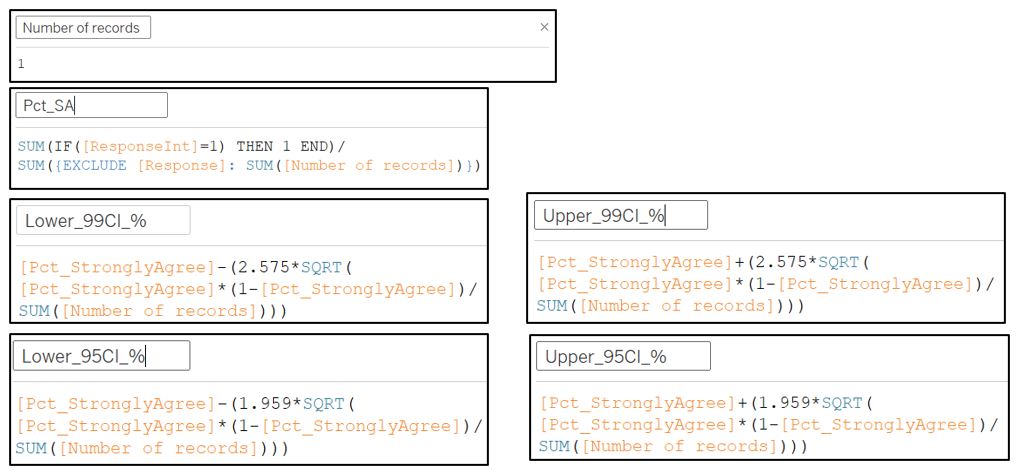 Number of records
×
1
Pct_SA
SUM(IF([ResponseInt]=1) THEN 1 END)/
SUM({EXCLUDE [Response]: SUM([Number of records])})
Lower_99CI_%
[Pct_StronglyAgree]-(2.575*SQRT(
[Pct_StronglyAgree]*(1-[Pct_StronglyAgree])/
SUM([Number of records])))
Upper_99CI_%
[Pct_StronglyAgree]+(2.575*SQRT(
[Pct_StronglyAgree]*(1-[Pct_StronglyAgree])/
SUM([Number of records])))
Lower_95CI_%
[Pct_StronglyAgree]-(1.959*SQRT(
[Pct_StronglyAgree]*(1-[Pct_StronglyAgree])/
SUM([Number of records])))
Upper_95CI_%
[Pct_StronglyAgree]+(1.959*SQRT(
[Pct_StronglyAgree]*(1-[Pct_StronglyAgree])/
SUM([Number of records])))